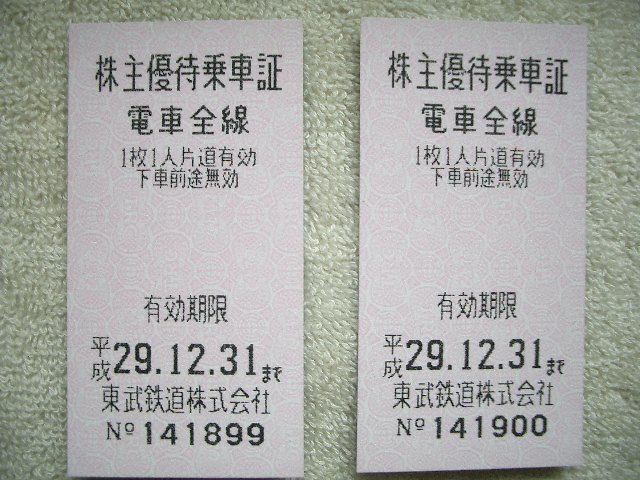 株主優待乗車証
電車全線
1枚1人片道有効
下車前途無効
有効期限
平成29.12.31まで
東武鉄道株式会社
№141899
株主優待乗車証
電車全線
1枚1人片道有効
下車前途無効
有効期限
平成29.12.31まで
東武鉄道株式会社
№141900